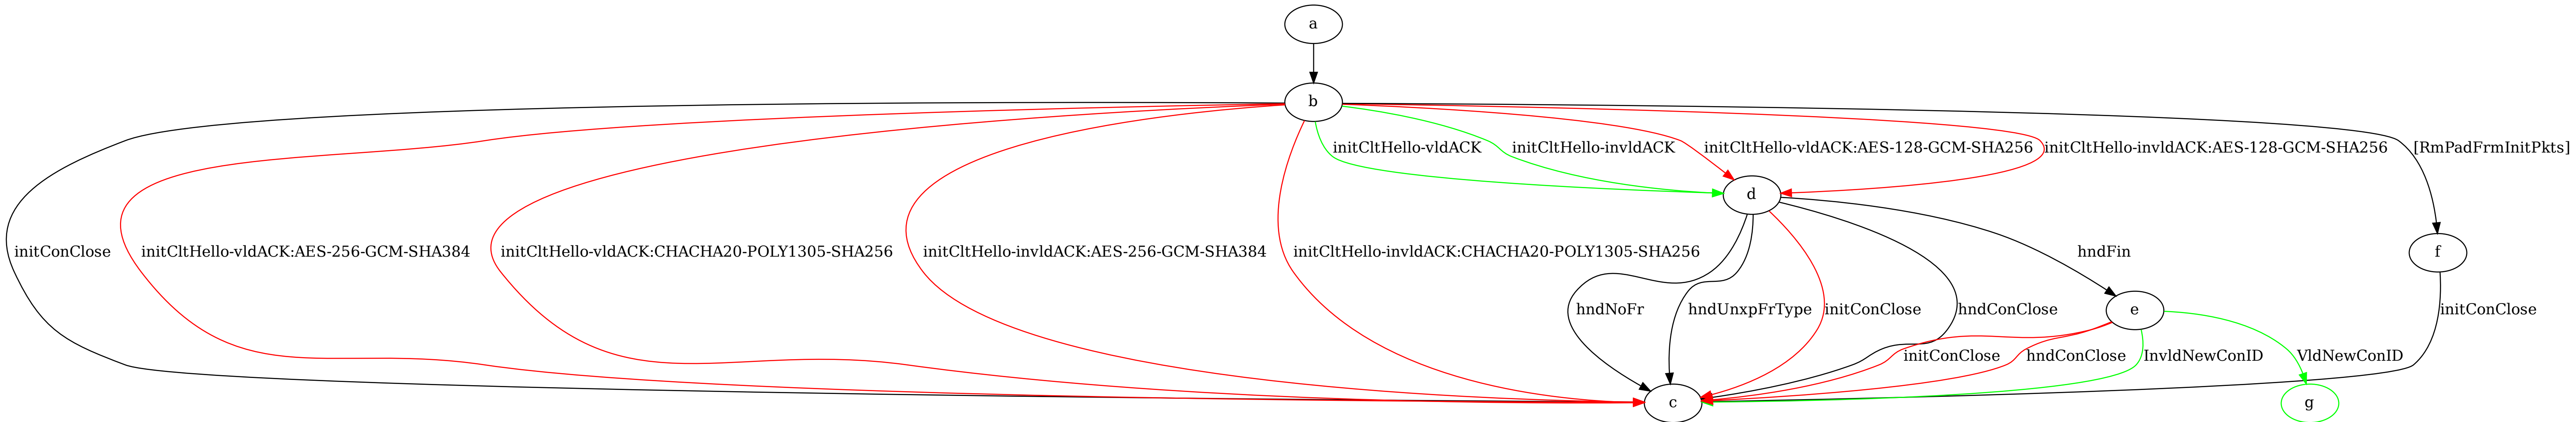 a
b
initCltHello-vldACK
initCltHello-invldACK
initCltHello-vldACK:AES-128-GCM-SHA256
initCltHello-invldACK:AES-128-GCM-SHA256
[RmPadFrmInitPkts]
d
initConClose
initCltHello-vldACK:AES-256-GCM-SHA384
initCltHello-vldACK:CHACHA20-POLY1305-SHA256
initCltHello-invldACK:AES-256-GCM-SHA384
initCltHello-invldACK:CHACHA20-POLY1305-SHA256
hndFin
f
hndNoFr
hndUnxpFrType
initConClose
hndConClose
e
initConClose
initConClose
hndConClose
InvldNewConID
VldNewConID
c
g